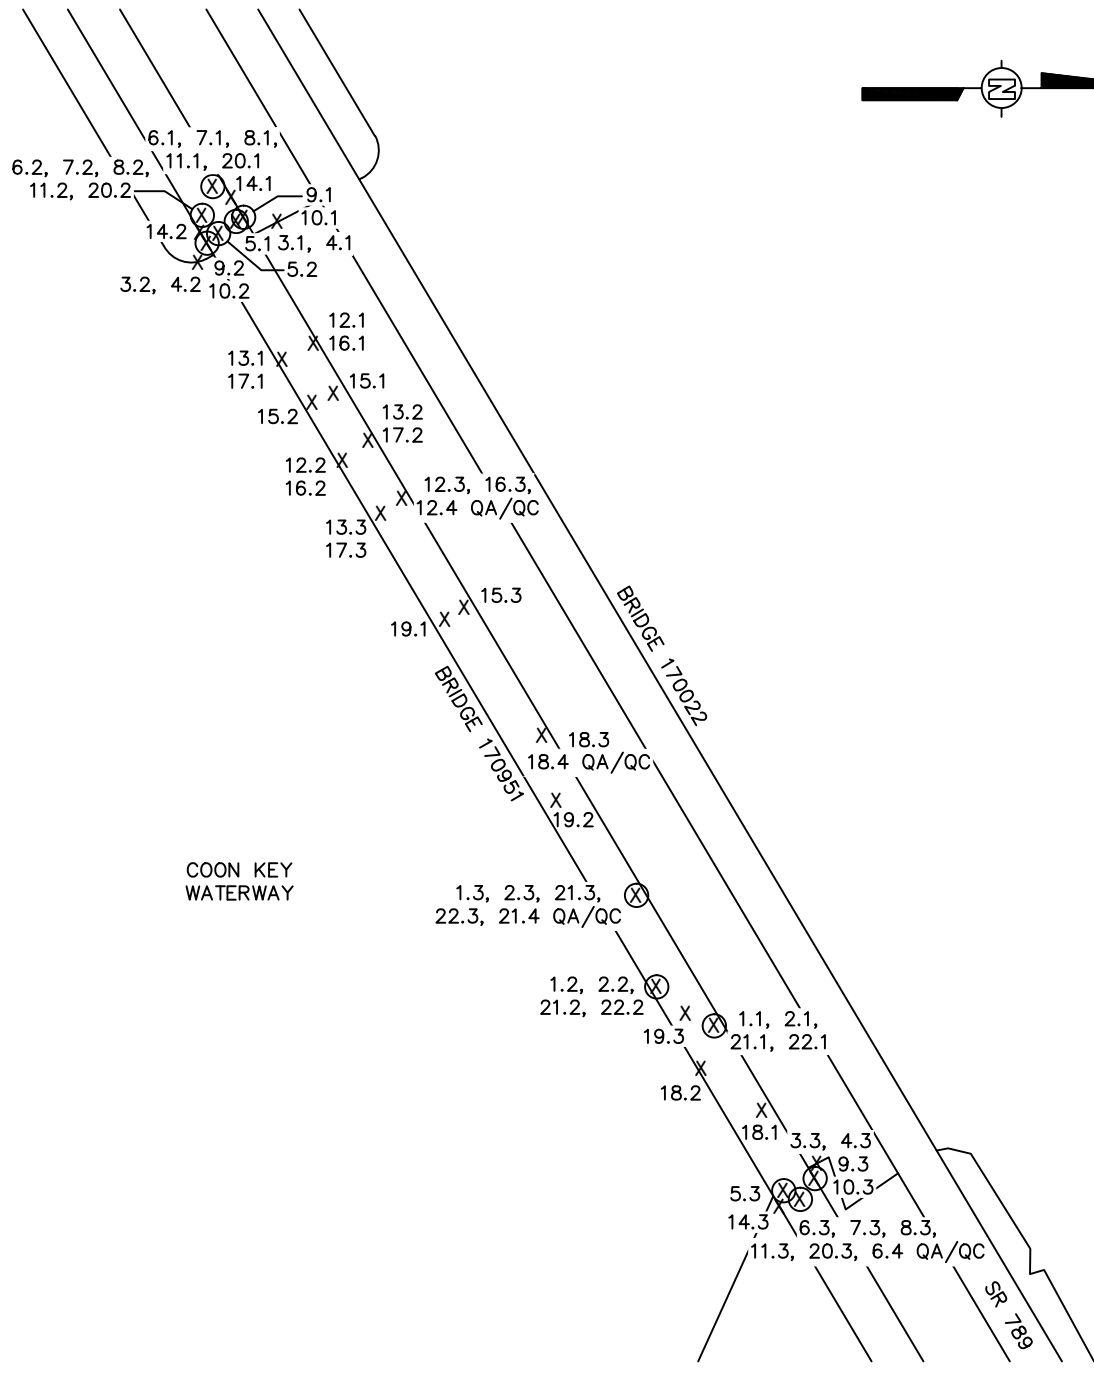 N
6.1, 7.1, 8.1,
11.1, 20.1
6.2, 7.2, 8.2,
11.2, 20.2
14.1
9.1
10.1
14.2
5.1
3.1, 4.1
9.2
10.2
5.2
3.2, 4.2
12.1
16.1
13.1
17.1
15.1
15.2
13.2
17.2
12.2
16.2
12.3, 16.3,
12.4 QA/QC
13.3
17.3
15.3
19.1
BRIDGE 170022
BRIDGE 170951
18.3
18.4 QA/QC
19.2
COON KEY
WATERWAY
1.3, 2.3, 21.3,
22.3, 21.4 QA/QC
1.2, 2.2,
21.2, 22.2
19.3
1.1, 2.1,
21.1, 22.1
18.2
18.1
3.3, 4.3
9.3
10.3
5.3
14.3
6.3, 7.3, 8.3,
11.3, 20.3, 6.4 QA/QC
SR 789